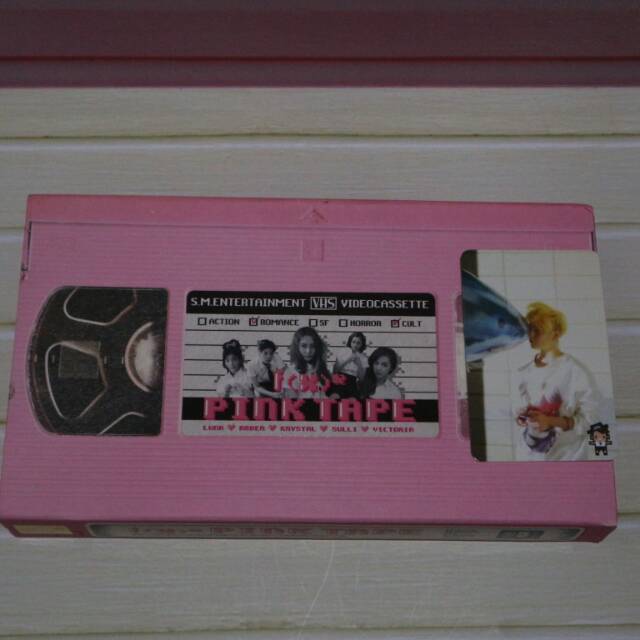 S.M.ENTERTAINMENT VHS VIDEOCASSETTE
ACTION ROMANCE SF HORROR CULT
f(x)
PINK TAPE
LUNA AMBER KRYSTAL SULLI VICTORIA